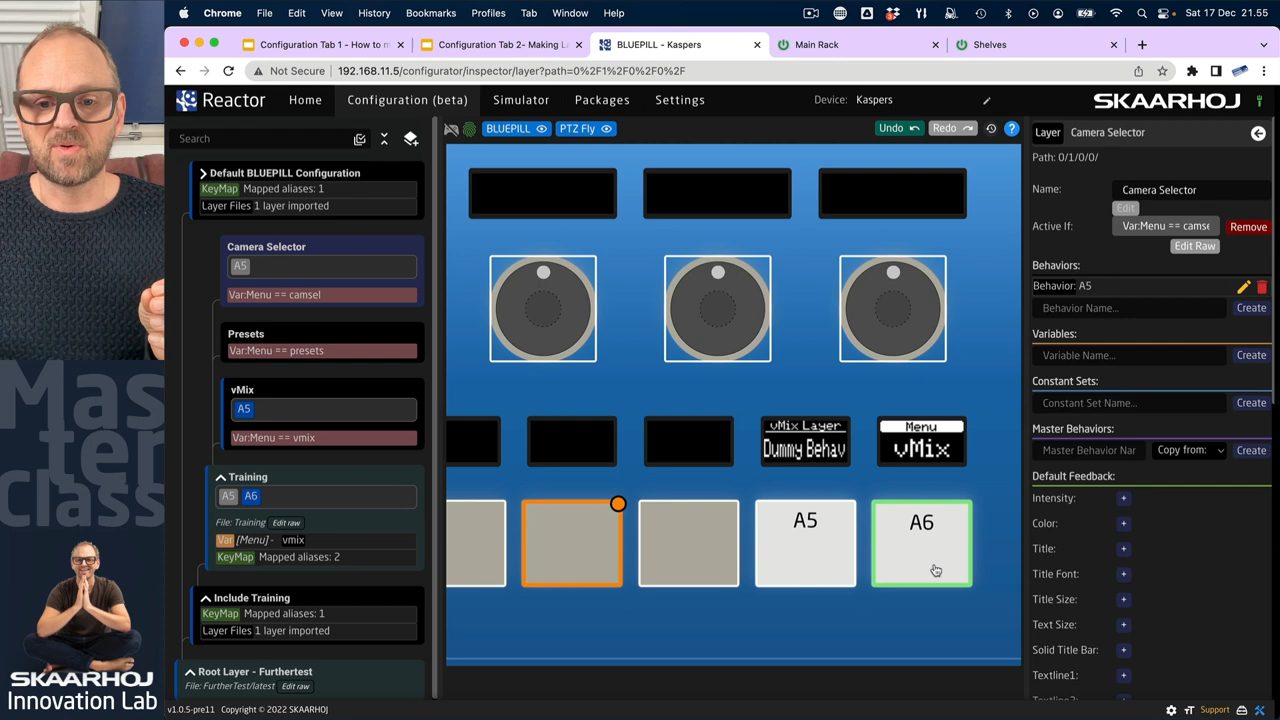 Chrome File Edit View History Bookmarks Profiles Tab Window Help Sat 17 Dec 21.55
Configuration Tab 1 - How to m Configuration Tab 2- Making L BLUEPILL - Kaspers Main Rack Shelves
Not Secure 192.168.11.5/configurator/inspector/layer?path=0%2F1%2F0%2F0%2F
Reactor Home Configuration (beta) Simulator Packages Settings Device: Kaspers SKAARHOJ
Search
BLUEPILL PTZ Fly Undo Redo ?
Default BLUEPILL Configuration
KeyMap Mapped aliases: 1
Layer Files 1 layer imported
Camera Selector
A5
Var:Menu == camsel
Presets
Var:Menu == presets
vMix
A5
Var:Menu == vmix
Training
A5 A6
File: Training Edit raw
Var [Menu] - vmix
KeyMap Mapped aliases: 2
Include Training
KeyMap Mapped aliases: 1
Layer Files 1 layer imported
Root Layer - Furthertest
File: FurtherTest/latest Edit raw
v1.0.5-pre11 Copyright © 2022 SKAARHOJ
vMix Layer
Dummy Behav
Menu
vMix
A5
A6
Layer Camera Selector
Path: 0/1/0/0/
Name: Camera Selector
Edit
Active If: Var:Menu == camse Remove
Edit Raw
Behaviors:
Behavior: A5
Behavior Name... Create
Variables:
Variable Name... Create
Constant Sets:
Constant Set Name... Create
Master Behaviors:
Master Behavior Nar Copy from: Create
Default Feedback:
Intensity: +
Color: +
Title: +
Title Font: +
Title Size: +
Text Size: +
Solid Title Bar: +
Textline1: +
Support
Mas
ter
Class
SKAARHOJ
Innovation Lab